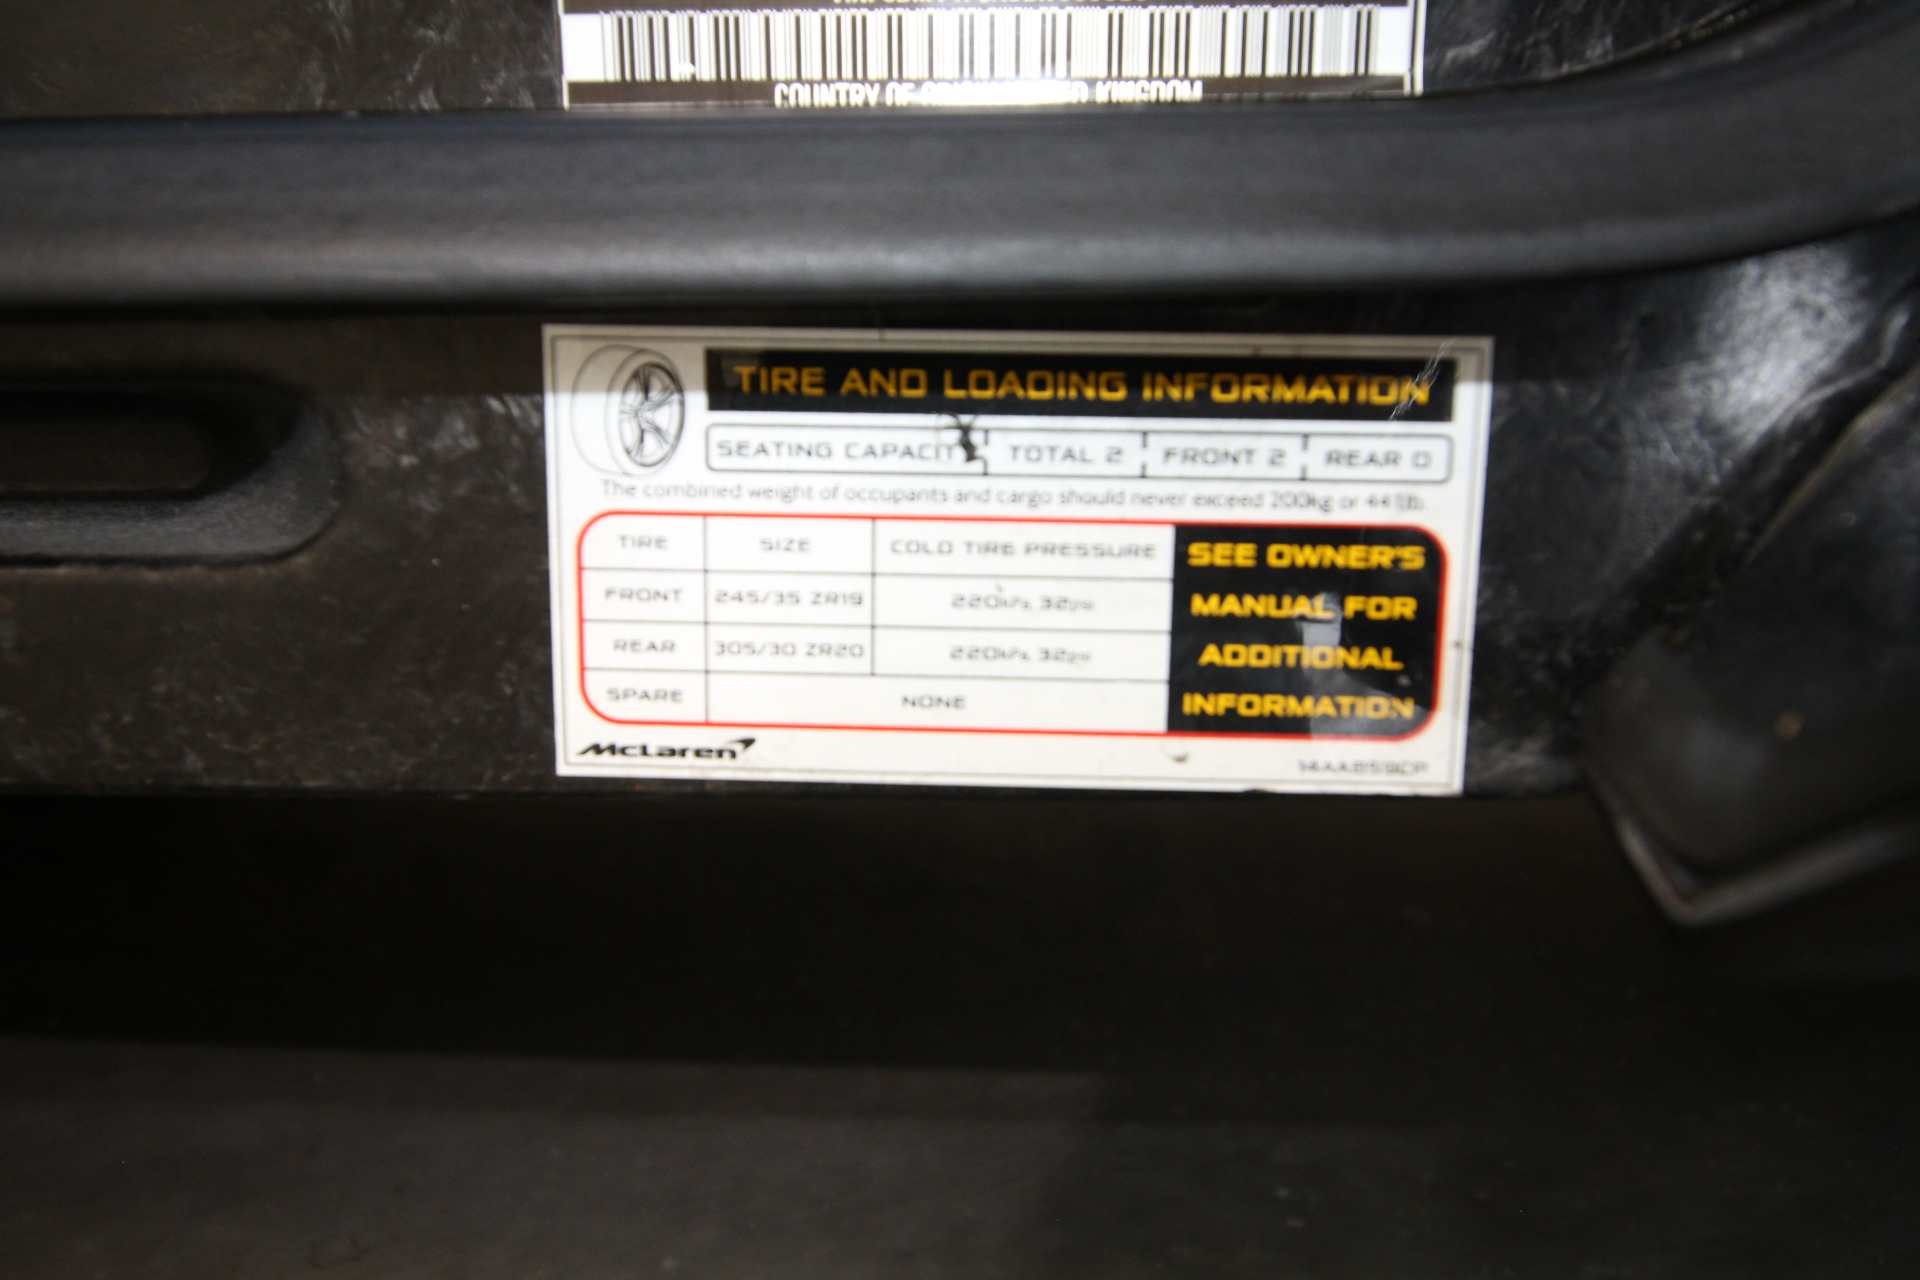 COUNTRY OF ORIGIN UNITED KINGDOM
TIRE AND LOADING INFORMATION
SEATING CAPACITY TOTAL 2 FRONT 2 REAR 0
The combined weight of occupants and cargo should never exceed 200kg or 441lb.
TIRE SIZE COLD TIRE PRESSURE
FRONT 245/35 ZR19 220kPa, 32psi
REAR 305/30 ZR20 220kPa, 32psi
SPARE NONE
SEE OWNER'S
MANUAL FOR
ADDITIONAL
INFORMATION
McLaren